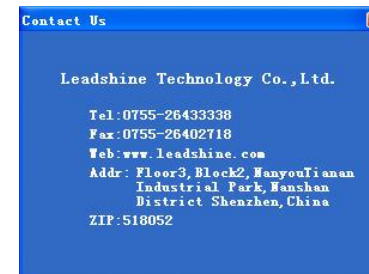 Contact Us
Leadshine Technology Co.,Ltd.
Tel:0755-26433338
Fax:0755-26402718
Web:www.leadshine.com
Addr: Floor3,Block2,NanyouTianan
Industrial Park,Nanshan
District Shenzhen,China
ZIP:518052